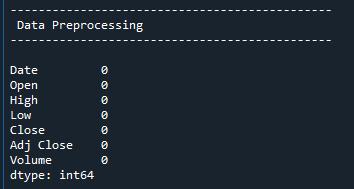 -----------------------------------------------
 Data Preprocessing
-----------------------------------------------
Date         0
Open         0
High         0
Low          0
Close        0
Adj Close    0
Volume       0
dtype: int64